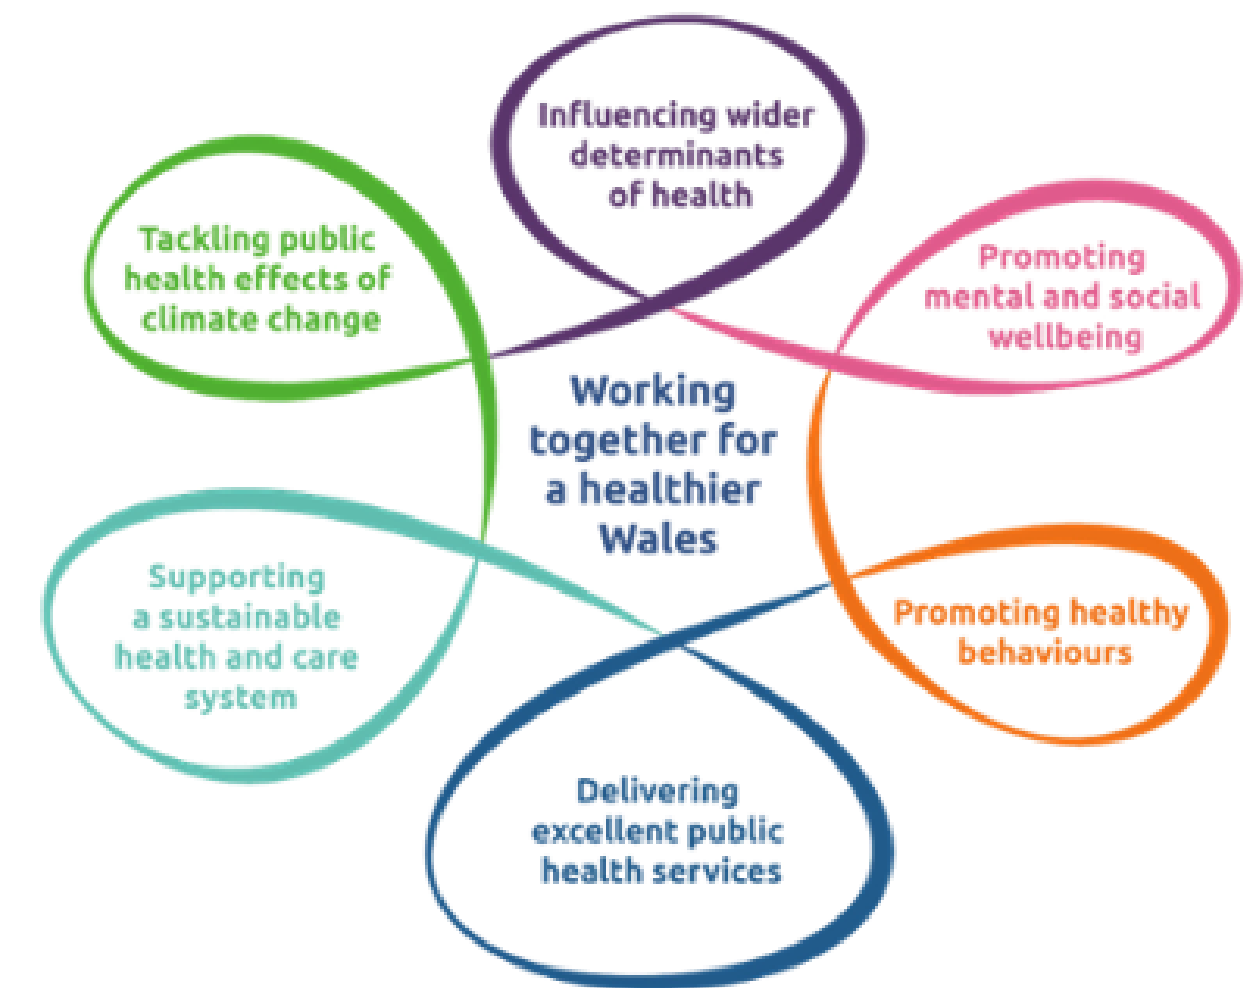 Influencing wider
determinants
of health
Promoting
mental and social
wellbeing
Promoting healthy
behaviours
Delivering
excellent public
health services
Supporting
a sustainable
health and care
system
Tackling public
health effects of
climate change
Working
together for
a healthier
Wales